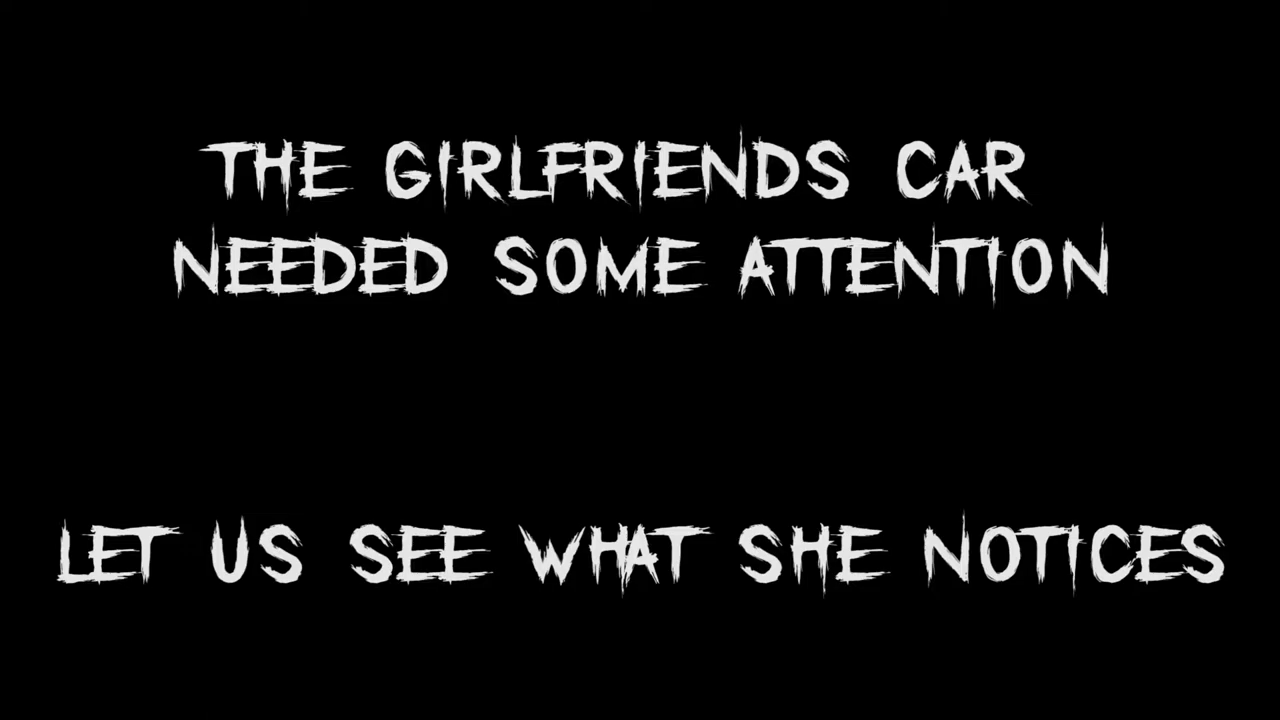 THE GIRLFRIENDS CAR
NEEDED SOME ATTENTION
LET US SEE WHAT SHE NOTICES